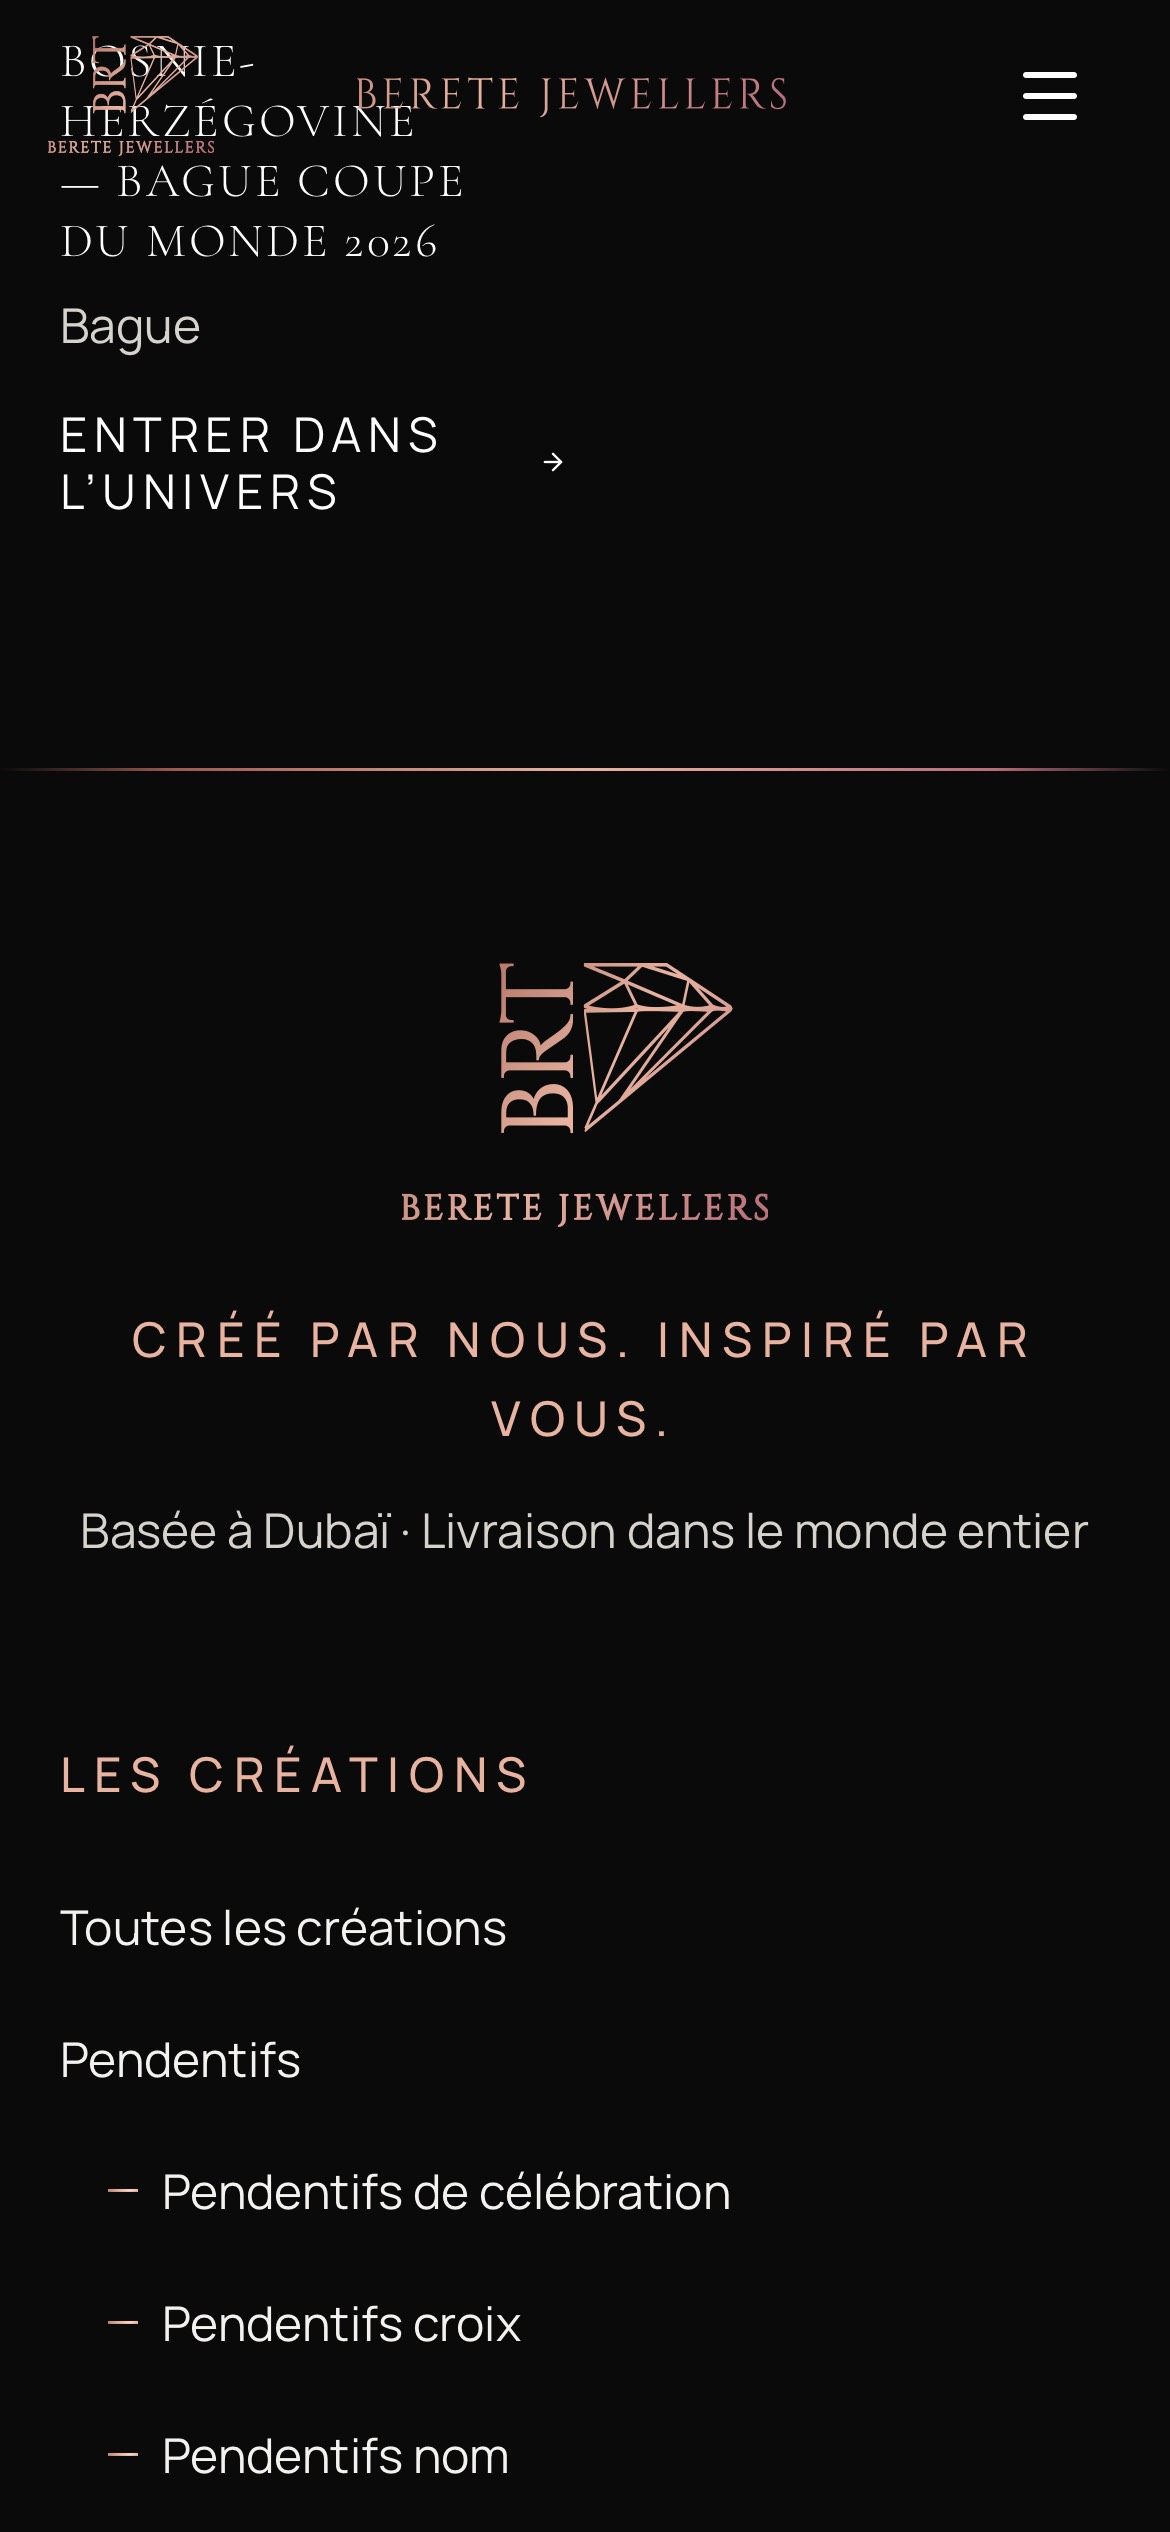 BRT
BERETE JEWELLERS
BERETE JEWELLERS
BOSNIE-
HERZÉGOVINE
— BAGUE COUPE
DU MONDE 2026
Bague
ENTRER DANS
L’UNIVERS
BRT
BERETE JEWELLERS
CRÉÉ PAR NOUS. INSPIRÉ PAR
VOUS.
Basée à Dubaï · Livraison dans le monde entier
LES CRÉATIONS
Toutes les créations
Pendentifs
— Pendentifs de célébration
— Pendentifs croix
— Pendentifs nom